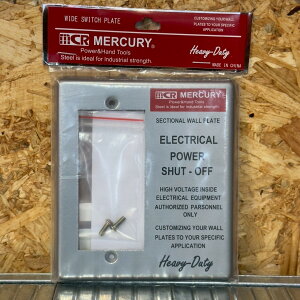 WIDE SWITCH PLATE
MCR MERCURY®
Power&Hand Tools
Steel is ideal for Industrial strength.
CUSTOMIZING YOUR WALL
PLATES TO YOUR SPECIFIC
APPLICATION
Heavy-Duty
MADE IN CHINA
MCR MERCURY
Power&Hand Tools
Steel is ideal for Industrial strength.
SECTIONAL WALL PLATE
ELECTRICAL
POWER
SHUT - OFF
HIGH VOLTAGE INSIDE
ELECTRICAL EQUIPMENT
AUTHORIZED PARSONNEL
ONLY
CUSTOMIZING YOUR WALL
PLATES TO YOUR SPECIFIC
APPLICATION
Heavy-Duty